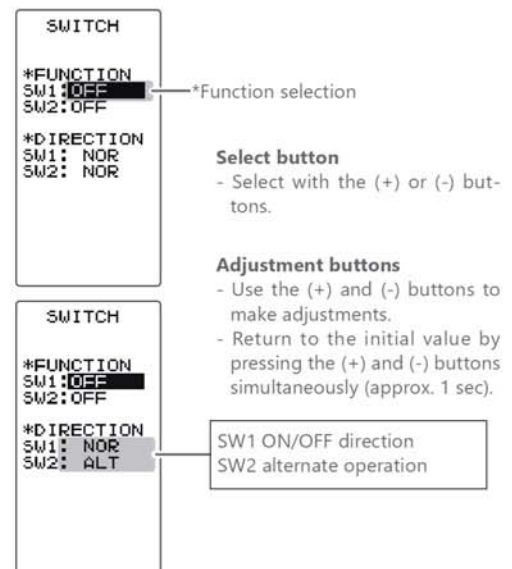 SWITCH
*FUNCTION
SW1:OFF
SW2:OFF
*DIRECTION
SW1: NOR
SW2: NOR
*Function selection
Select button
- Select with the (+) or (-) but-
tons.
Adjustment buttons
- Use the (+) and (-) buttons to
make adjustments.
- Return to the initial value by
pressing the (+) and (-) buttons
simultaneously (approx. 1 sec).
SWITCH
*FUNCTION
SW1:OFF
SW2:OFF
*DIRECTION
SW1: NOR
SW2: ALT
SW1 ON/OFF direction
SW2 alternate operation